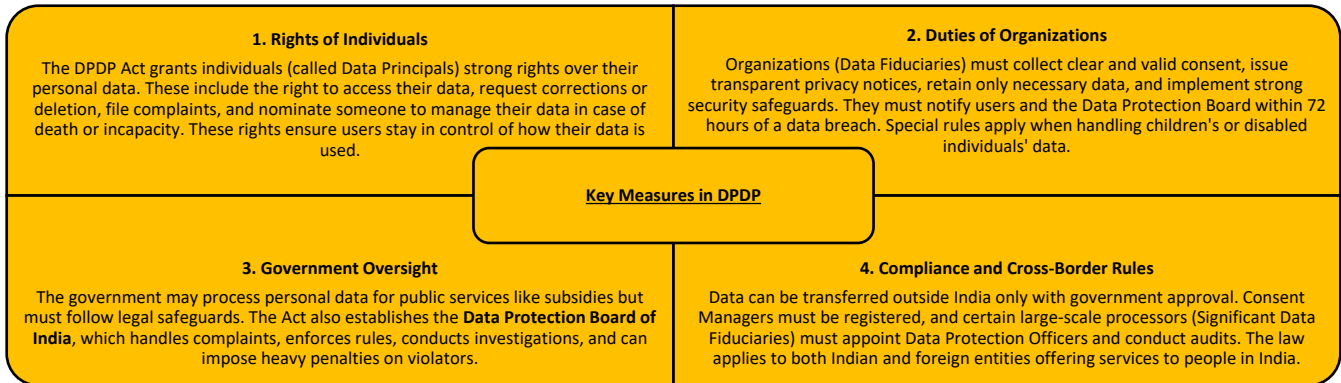 1. Rights of Individuals
The DPDP Act grants individuals (called Data Principals) strong rights over their
personal data. These include the right to access their data, request corrections or
deletion, file complaints, and nominate someone to manage their data in case of
death or incapacity. These rights ensure users stay in control of how their data is
used.
2. Duties of Organizations
Organizations (Data Fiduciaries) must collect clear and valid consent, issue
transparent privacy notices, retain only necessary data, and implement strong
security safeguards. They must notify users and the Data Protection Board within 72
hours of a data breach. Special rules apply when handling children's or disabled
individuals' data.
Key Measures in DPDP
3. Government Oversight
The government may process personal data for public services like subsidies but
must follow legal safeguards. The Act also establishes the Data Protection Board of
India, which handles complaints, enforces rules, conducts investigations, and can
impose heavy penalties on violators.
4. Compliance and Cross-Border Rules
Data can be transferred outside India only with government approval. Consent
Managers must be registered, and certain large-scale processors (Significant Data
Fiduciaries) must appoint Data Protection Officers and conduct audits. The law
applies to both Indian and foreign entities offering services to people in India.